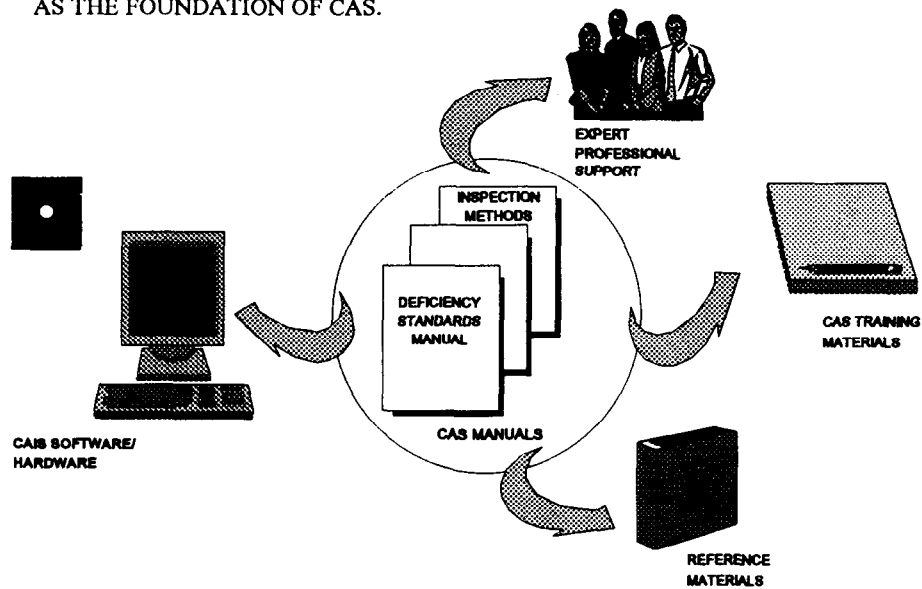 AS THE FOUNDATION OF CAS.
EXPERT
PROFESSIONAL
SUPPORT
INSPECTION
METHODS
DEFICIENCY
STANDARDS
MANUAL
CAS MANUALS
CAS TRAINING
MATERIALS
CAIS SOFTWARE/
HARDWARE
REFERENCE
MATERIALS